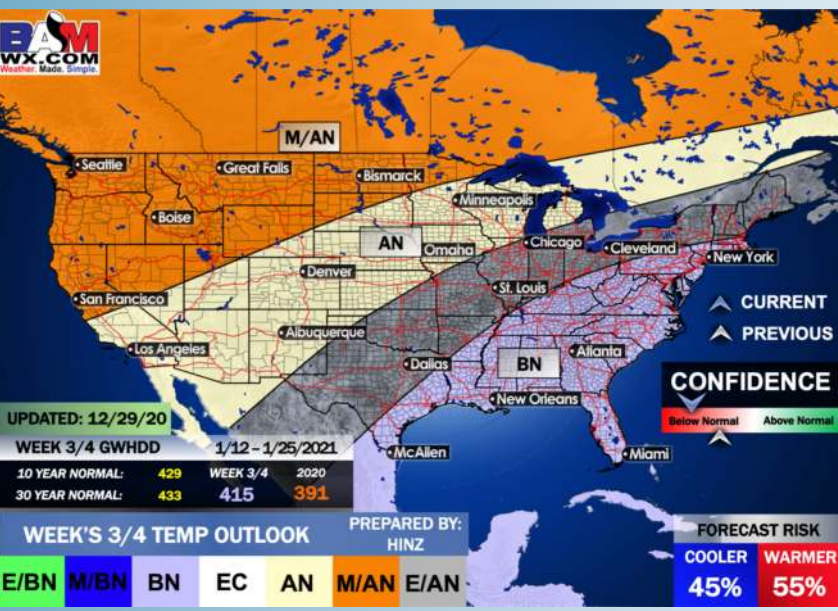 BAM
WX.COM
Weather. Made. Simple.
M/AN
Seattle
Great Falls
Bismarck
Minneapolis
Boise
AN
Omaha
Chicago
Cleveland
New York
Denver
St. Louis
San Francisco
CURRENT
Albuquerque
PREVIOUS
Los Angeles
Dallas
BN
Atlanta
CONFIDENCE
New Orleans
Below Normal
Above Normal
McAllen
Miami
UPDATED: 12/29/20
WEEK 3/4 GWHDD 1/12 – 1/25/2021
10 YEAR NORMAL: 429 WEEK 3/4 2020
30 YEAR NORMAL: 433 415 391
WEEK'S 3/4 TEMP OUTLOOK
PREPARED BY:
HINZ
E/BN M/BN BN EC AN M/AN E/AN
FORECAST RISK
COOLER WARMER
45% 55%